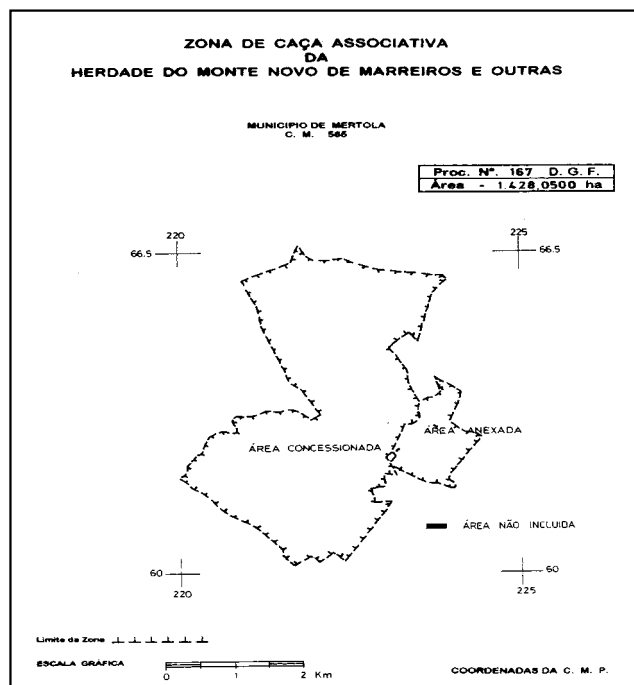 ZONA DE CAÇA ASSOCIATIVA
DA
HERDADE DO MONTE NOVO DE MARREIROS E OUTRAS
MUNICIPIO DE MERTOLA
C. M. 565
Proc. Nº. 167 D. G. F.
Área - 1.428,0500 ha
220
225
66.5
66.5
ÁREA ANEXADA
ÁREA CONCESSIONADA
ÁREA NÃO INCLUIDA
60
60
220
225
Limite da Zona
ESCALA GRÁFICA
0 1 2 Km
COORDENADAS DA C. M. P.